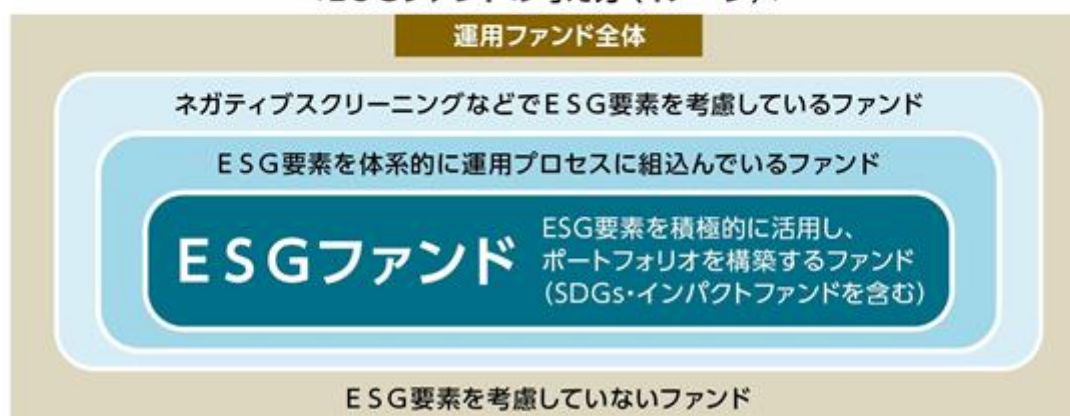 運用ファンド全体
ネガティブスクリーニングなどでESG要素を考慮しているファンド
ESG要素を体系的に運用プロセスに組込んでいるファンド
ESGファンド
ESG要素を積極的に活用し、
ポートフォリオを構築するファンド
(SDGs・インパクトファンドを含む)
ESG要素を考慮していないファンド